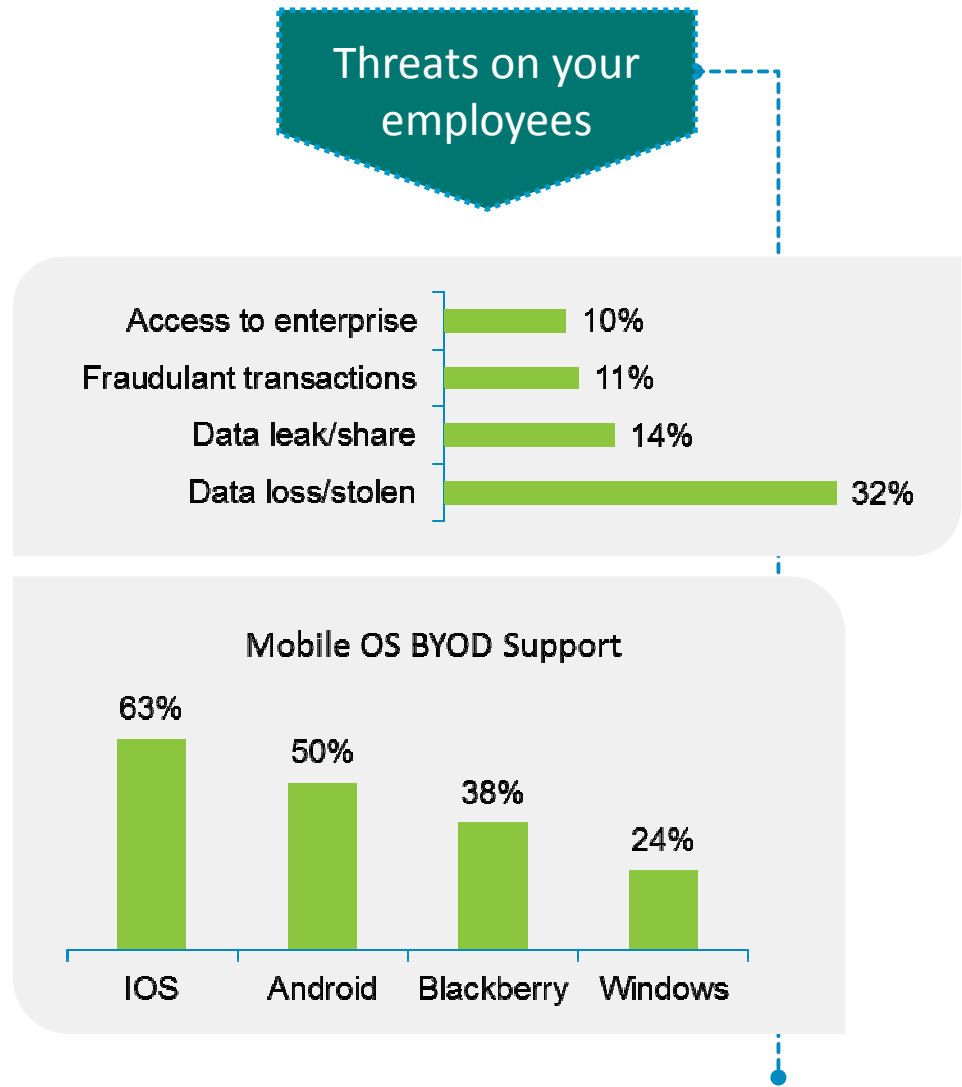 Threats on your
employees
Access to enterprise 10%
Fraudulant transactions 11%
Data leak/share 14%
Data loss/stolen 32%
Mobile OS BYOD Support
63%
50%
38%
24%
IOS Android Blackberry Windows